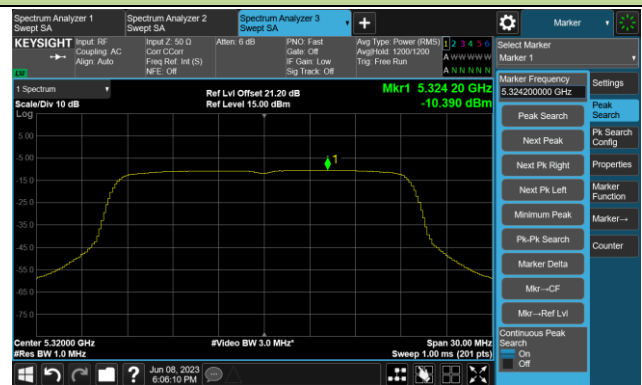 Spectrum Analyzer 1
Swept SA
Spectrum Analyzer 2
Swept SA
Spectrum Analyzer 3
Swept SA
+
Marker
KEYSIGHT
Input: RF
Coupling: AC
Align: Auto
Input Z: 50 Ω
Corr CCorr
Freq Ref: Int (S)
NFE: Off
Atten: 6 dB
PNO: Fast
Gate: Off
IF Gain: Low
Sig Track: Off
Avg Type: Power (RMS)
Avg|Hold: 1200/1200
Trig: Free Run
1 2 3 4 5 6
A W W W W W
A N N N N N
Select Marker
Marker 1
1 Spectrum
Scale/Div 10 dB
Log
Ref Lvl Offset 21.20 dB
Ref Level 15.00 dBm
Mkr1 5.324 20 GHz
-10.390 dBm
5.00
-5.00
-15.0
-25.0
-35.0
-45.0
-55.0
-65.0
-75.0
1
Center 5.32000 GHz
#Res BW 1.0 MHz
#Video BW 3.0 MHz*
Span 30.00 MHz
Sweep 1.00 ms (201 pts)
Marker Frequency
5.324200000 GHz
Peak Search
Next Peak
Next Pk Right
Next Pk Left
Minimum Peak
Pk-Pk Search
Marker Delta
Mkr→CF
Mkr→Ref Lvl
Continuous Peak
Search
On
Off
Settings
Peak
Search
Pk Search
Config
Properties
Marker
Function
Marker→
Counter
?
Jun 08, 2023
6:06:10 PM